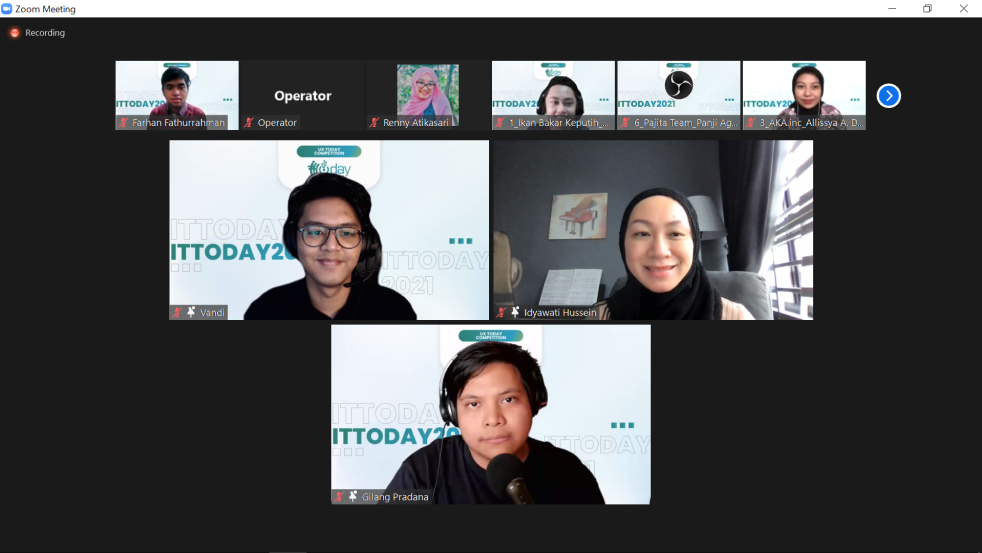 Zoom Meeting
Recording
ITTODAY20
Farhan Fathurrahman
Operator
Operator
Renny Atikasari
ITTODAY20
1_Ikan Bakar Keputih_...
ITTODAY2021
6_Pajita Team_Panji Ag...
ITTODAY20
3_AKA.inc_Allissya A. D...
UX TODAY
COMPETITION
ittoday
ITTODAY
ITTODAY20
ITTODAY
2021
Vandi
Idyawati Hussein
UX TODAY
COMPETITION
ITTODA
ITTODAY20
ITTODAY
Gilang Pradana